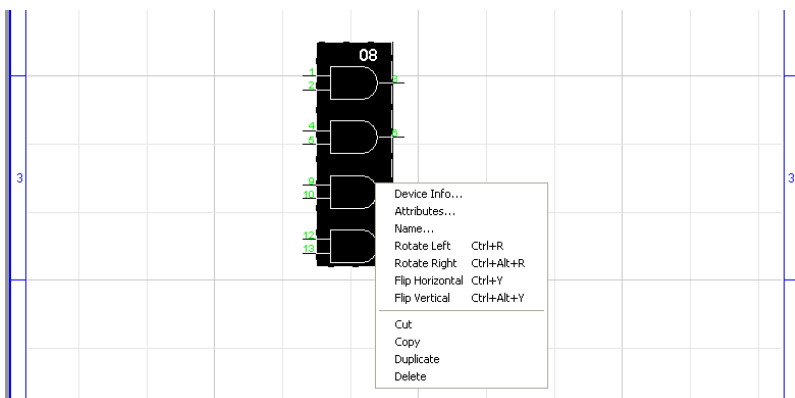 08
1
3
2
4
6
5
3
3
9
10
Device Info...
Attributes...
Name...
12
Rotate Left Ctrl+R
13
Rotate Right Ctrl+Alt+R
Flip Horizontal Ctrl+Y
Flip Vertical Ctrl+Alt+Y
Cut
Copy
Duplicate
Delete